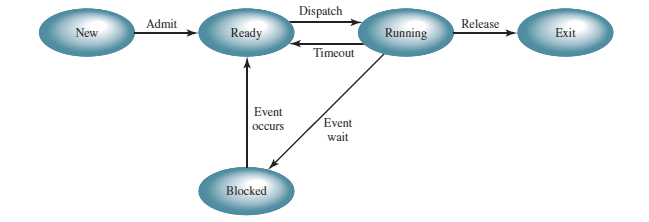 Dispatch
New
Admit
Ready
Running
Release
Exit
Timeout
Event
occurs
Event
wait
Blocked